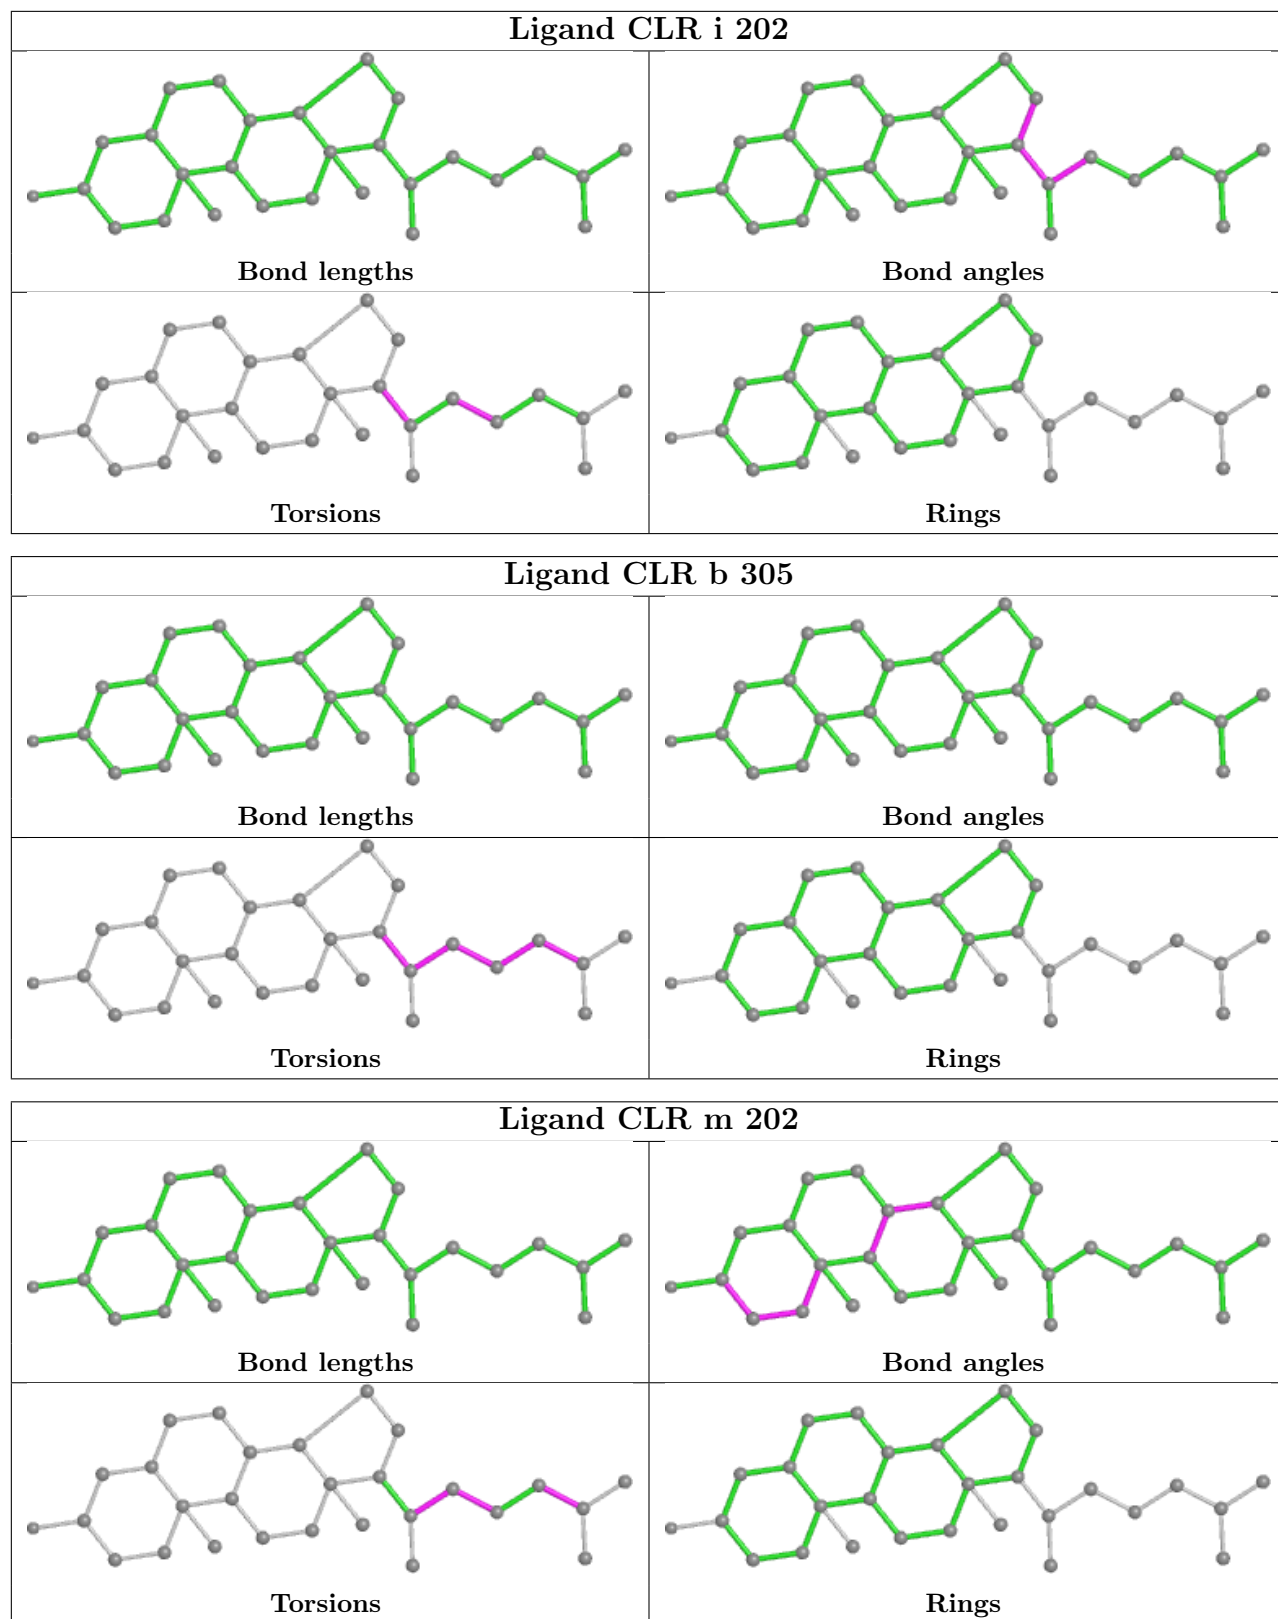 Ligand CLR i 202
Bond lengths
Bond angles
Torsions
Rings
Ligand CLR b 305
Bond lengths
Bond angles
Torsions
Rings
Ligand CLR m 202
Bond lengths
Bond angles
Torsions
Rings